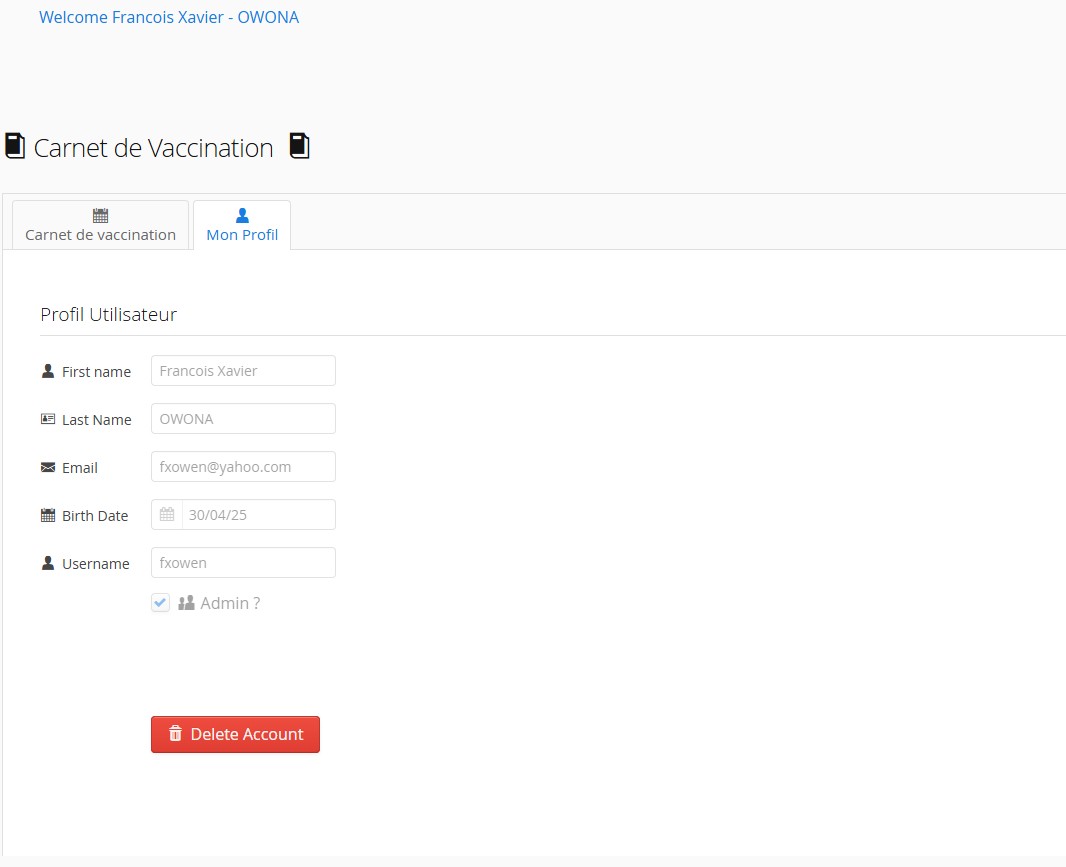 Welcome Francois Xavier - OWONA
Carnet de Vaccination
Carnet de vaccination
Mon Profil
Profil Utilisateur
First name Francois Xavier
Last Name OWONA
Email fxowen@yahoo.com
Birth Date 30/04/25
Username fxowen
Admin ?
Delete Account